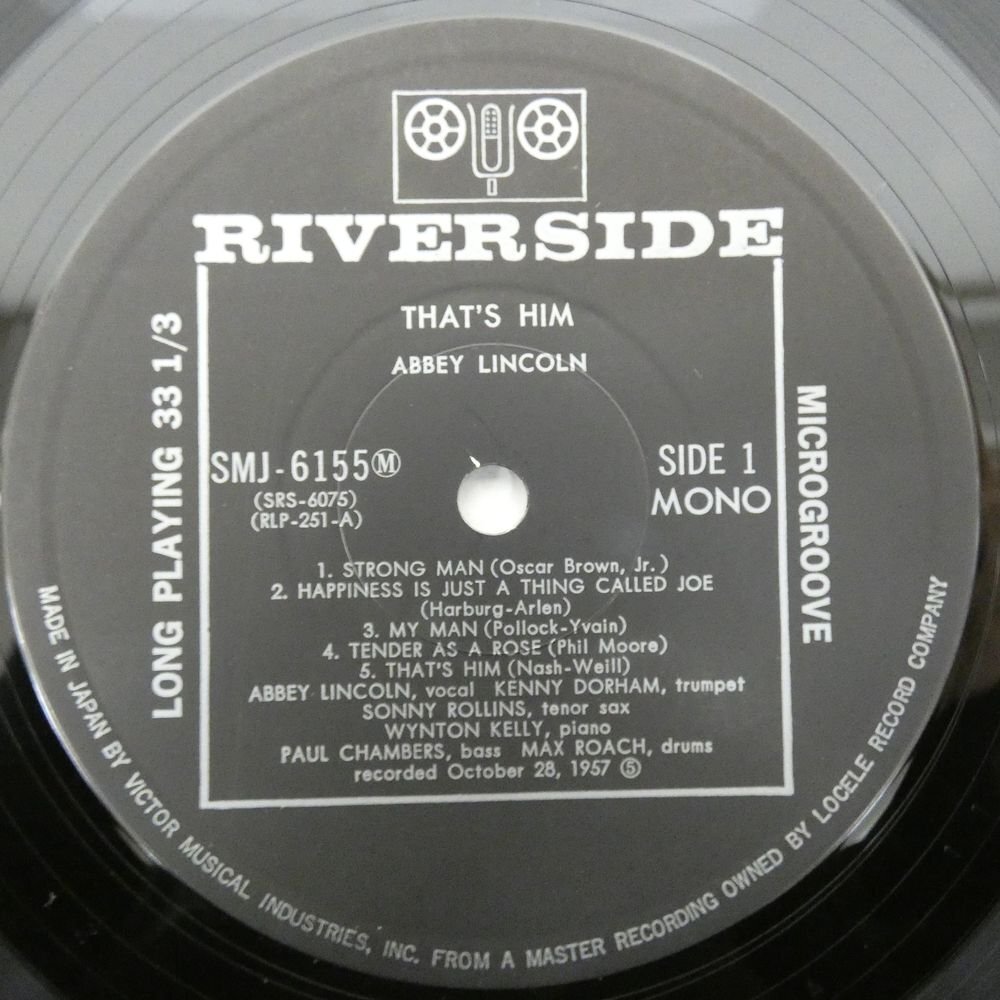 RIVERSIDE
THAT'S HIM
ABBEY LINCOLN
LONG PLAYING 33 1/3
MICROGROOVE
SMJ-6155Ⓜ
(SRS-6075)
(RLP-251-A)
SIDE 1
MONO
1. STRONG MAN (Oscar Brown, Jr.)
2. HAPPINESS IS JUST A THING CALLED JOE
(Harburg-Arlen)
3. MY MAN (Pollock-Yvain)
4. TENDER AS A ROSE (Phil Moore)
5. THAT'S HIM (Nash-Weill)
ABBEY LINCOLN, vocal KENNY DORHAM, trumpet
SONNY ROLLINS, tenor sax
WYNTON KELLY, piano
PAUL CHAMBERS, bass MAX ROACH, drums
recorded October 28, 1957 ⑤
MADE IN JAPAN BY VICTOR MUSICAL INDUSTRIES, INC. FROM A MASTER RECORDING OWNED BY LOCELE RECORD COMPANY